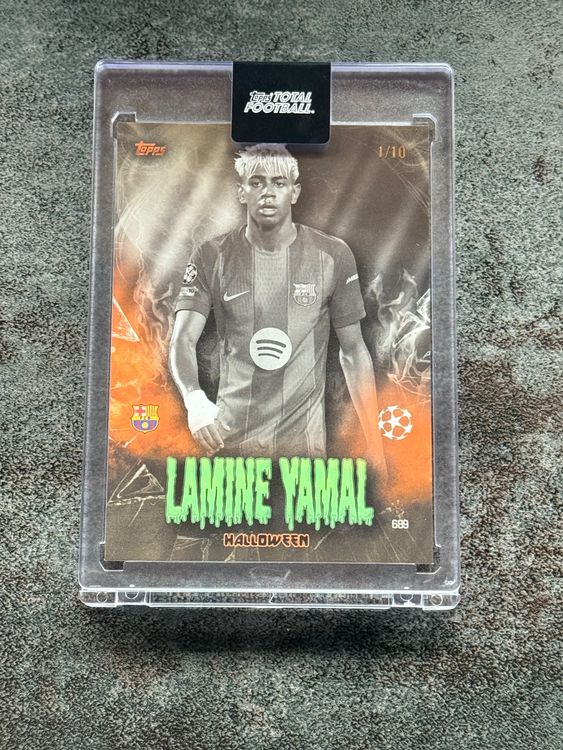 topps TOTAL
FOOTBALL®
Topps
1/10
LAMINE YAMAL
689
HALLOWEEN